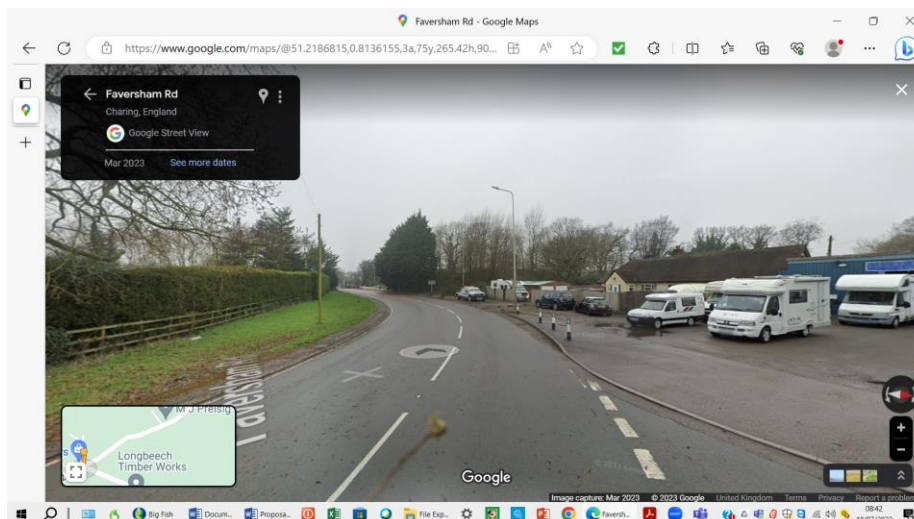 Faversham Rd - Google Maps
https://www.google.com/maps/@51.2186815,0.8136155,3a,75y,265.42h,90...
Faversham Rd
Charing, England
Google Street View
Mar 2023 See more dates
Faversham
M J Preisig
Longbeech
Timber Works
Google
Image capture: Mar 2023 © 2023 Google United Kingdom Terms Privacy Report a problem
Big Fish Docum... Proposa... File Exp... Faversh...
08:42